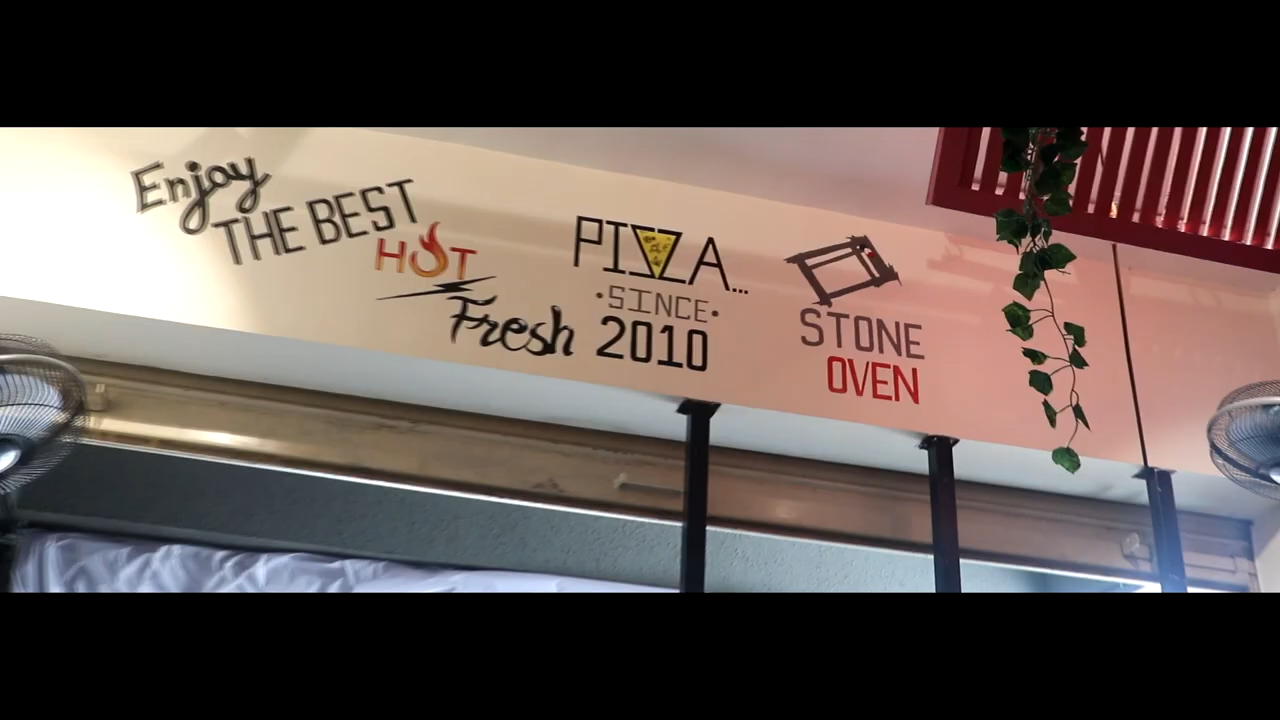 Enjoy
THE BEST
HOT
Fresh
PIZZA...
·SINCE·
2010
STONE
OVEN